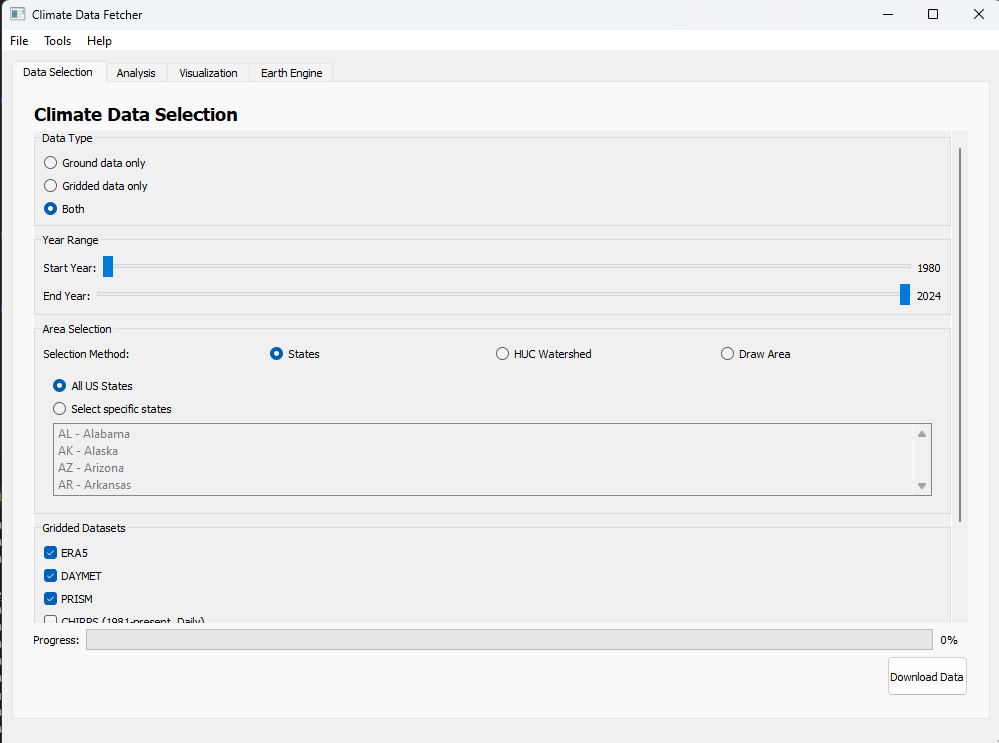 Climate Data Fetcher
File Tools Help
Data Selection Analysis Visualization Earth Engine
Climate Data Selection
Data Type
Ground data only
Gridded data only
Both
Year Range
Start Year: 1980
End Year: 2024
Area Selection
Selection Method: States HUC Watershed Draw Area
All US States
Select specific states
AL - Alabama
AK - Alaska
AZ - Arizona
AR - Arkansas
Gridded Datasets
ERA5
DAYMET
PRISM
CHIRPS (1981-present, Daily)
Progress: 0%
Download Data